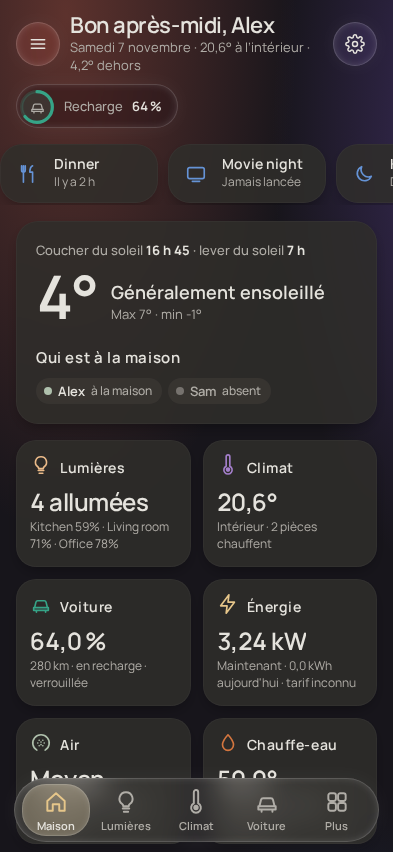 Bon après-midi, Alex
Samedi 7 novembre · 20,6° à l'intérieur ·
4,2° dehors
Recharge 64 %
Dinner
Il y a 2 h
Movie night
Jamais lancée
Coucher du soleil 16 h 45 · lever du soleil 7 h
4°
Généralement ensoleillé
Max 7° · min -1°
Qui est à la maison
Alex à la maison
Sam absent
Lumières
4 allumées
Kitchen 59% · Living room
71% · Office 78%
Climat
20,6°
Intérieur · 2 pièces
chauffent
Voiture
64,0 %
280 km · en recharge ·
verrouillée
Énergie
3,24 kW
Maintenant · 0,0 kWh
aujourd'hui · tarif inconnu
Air
Chauffe-eau
Maison
Lumières
Climat
Voiture
Plus